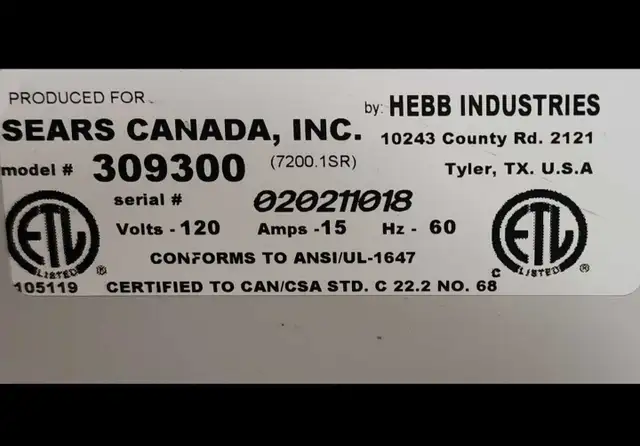 PRODUCED FOR
by: HEBB INDUSTRIES
SEARS CANADA, INC.
10243 County Rd. 2121
model # 309300 (7200.1SR)
Tyler, TX. U.S.A
serial # 020211018
Volts - 120 Amps - 15 Hz - 60
ETL LISTED ®
CONFORMS TO ANSI/UL-1647
C ETL LISTED ®
105119 CERTIFIED TO CAN/CSA STD. C 22.2 NO. 68